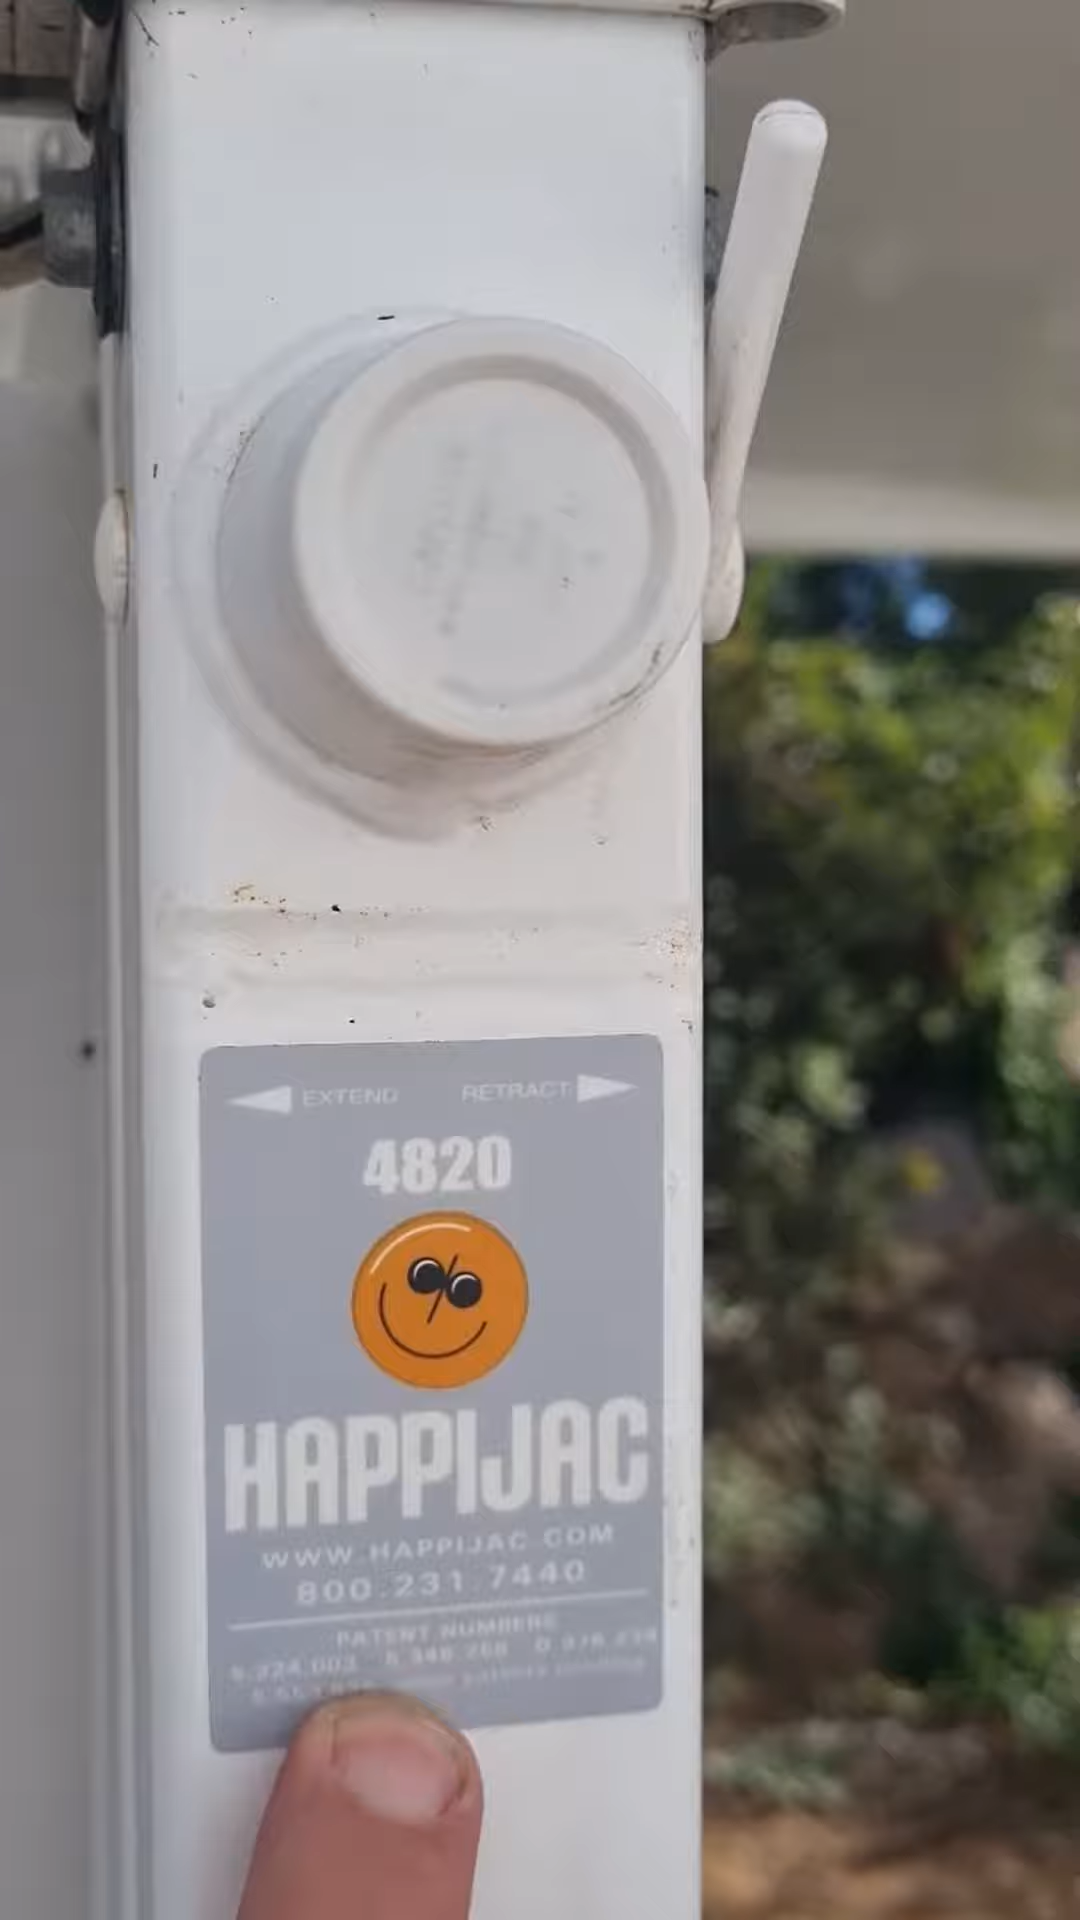 EXTEND RETRACT
4820
HAPPIJAC
WWW.HAPPIJAC.COM
800.231.7440
PATENT NUMBERS